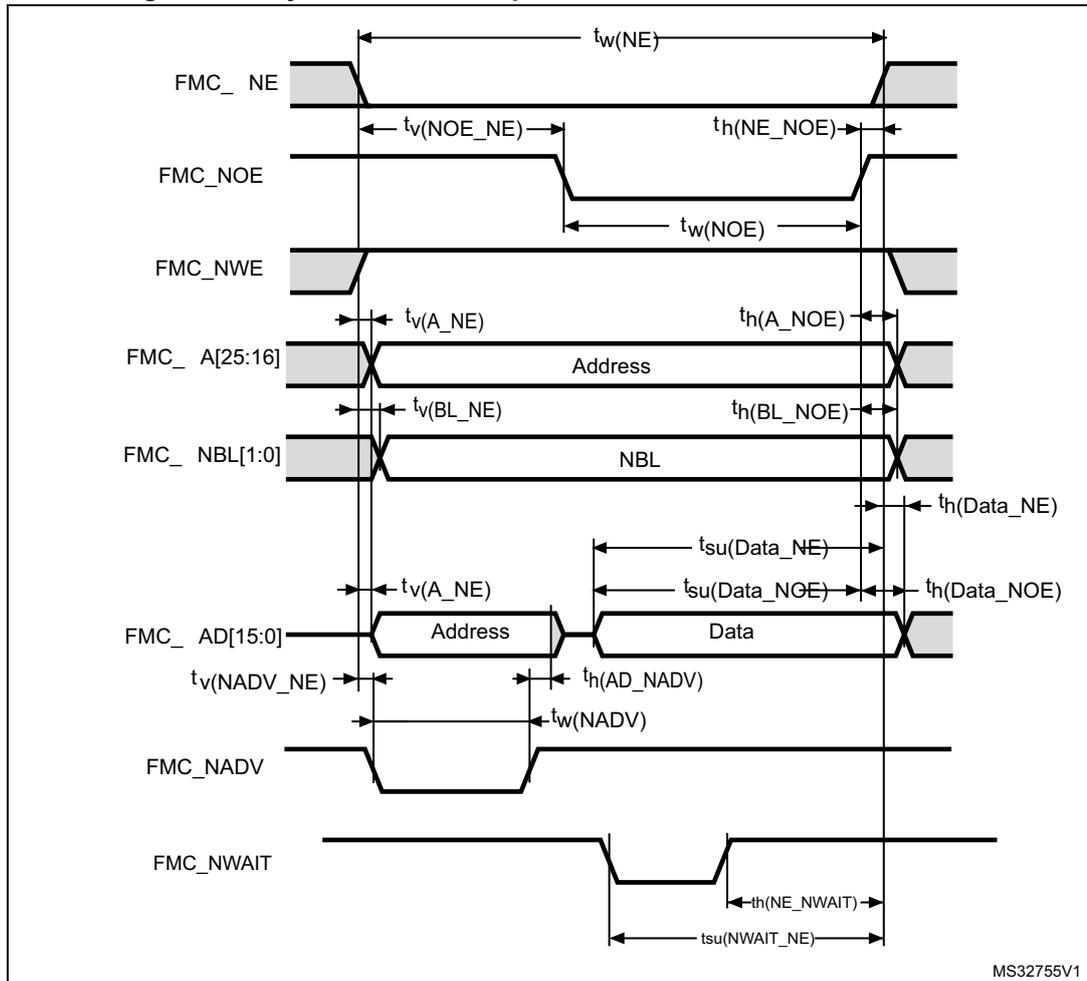 tw(NE)
FMC_ NE
tv(NOE_NE)
th(NE_NOE)
FMC_NOE
tw(NOE)
FMC_NWE
tv(A_NE)
th(A_NOE)
FMC_ A[25:16]
Address
tv(BL_NE)
th(BL_NOE)
FMC_ NBL[1:0]
NBL
th(Data_NE)
tsu(Data_NE)
tv(A_NE)
tsu(Data_NOE)
th(Data_NOE)
FMC_ AD[15:0]
Address
Data
tv(NADV_NE)
th(AD_NADV)
tw(NADV)
FMC_NADV
FMC_NWAIT
th(NE_NWAIT)
tsu(NWAIT_NE)
MS32755V1